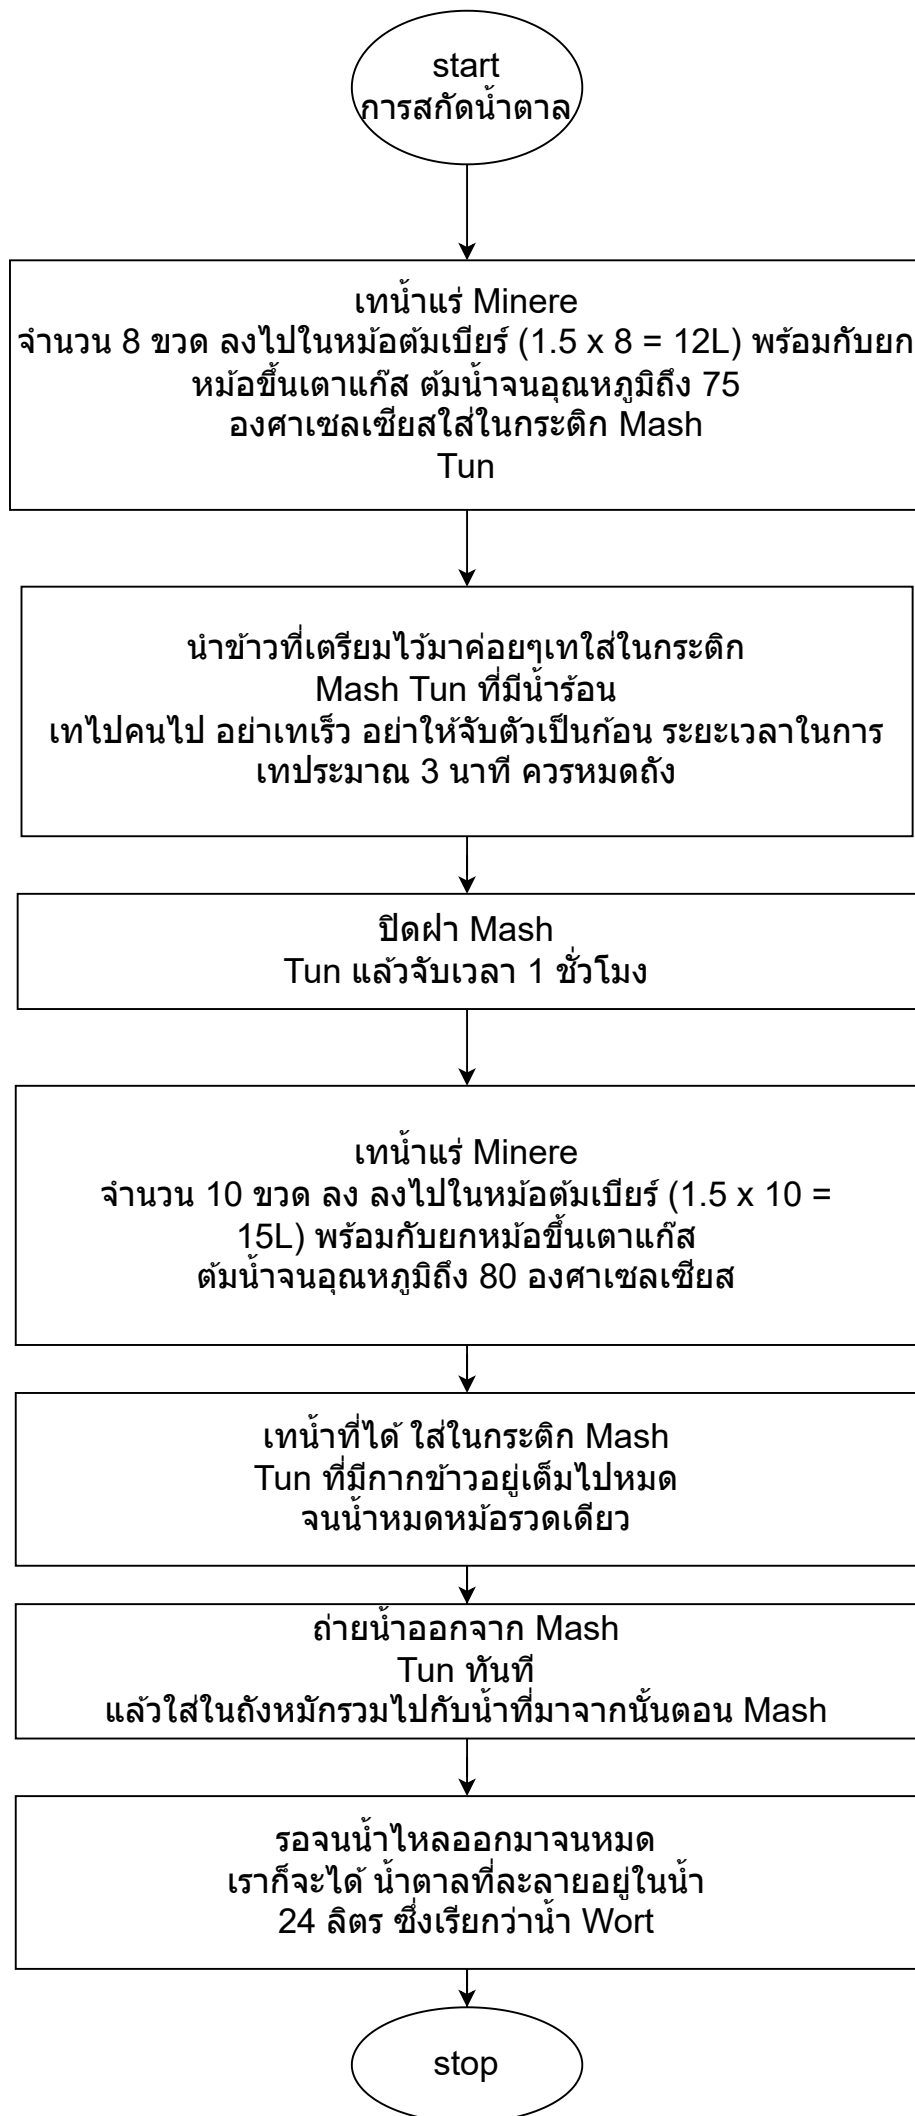 start
การสกัดน้ำตาล
เทน้ำแร่ Minere
จำนวน 8 ขวด ลงไปในหม้อต้มเบียร์ (1.5 x 8 = 12L) พร้อมกับยก
หม้อขึ้นเตาแก๊ส ต้มน้ำจนอุณหภูมิถึง 75
องศาเซลเซียสใส่ในกระติก Mash
Tun
นำข้าวที่เตรียมไว้มาค่อยๆเทใส่ในกระติก
Mash Tun ที่มีน้ำร้อน
เทไปคนไป อย่าเทเร็ว อย่าให้จับตัวเป็นก้อน ระยะเวลาในการ
เทประมาณ 3 นาที ควรหมดถัง
ปิดฝา Mash
Tun แล้วจับเวลา 1 ชั่วโมง
เทน้ำแร่ Minere
จำนวน 10 ขวด ลง ลงไปในหม้อต้มเบียร์ (1.5 x 10 =
15L) พร้อมกับยกหม้อขึ้นเตาแก๊ส
ต้มน้ำจนอุณหภูมิถึง 80 องศาเซลเซียส
เทน้ำที่ได้ ใส่ในกระติก Mash
Tun ที่มีกากข้าวอยู่เต็มไปหมด
จนน้ำหมดหม้อรวดเดียว
ถ่ายน้ำออกจาก Mash
Tun ทันที
แล้วใส่ในถังหมักรวมไปกับน้ำที่มาจากนั้นตอน Mash
รอจนน้ำไหลออกมาจนหมด
เราก็จะได้ น้ำตาลที่ละลายอยู่ในน้ำ
24 ลิตร ซึ่งเรียกว่าน้ำ Wort
stop